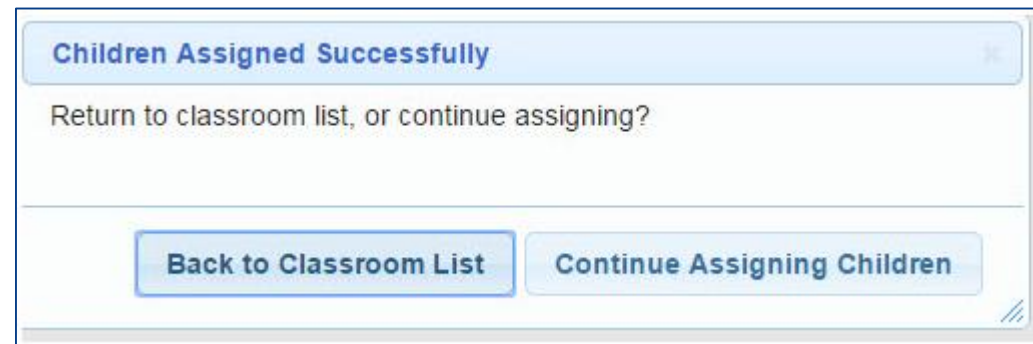 Children Assigned Successfully
Return to classroom list, or continue assigning?
Back to Classroom List
Continue Assigning Children